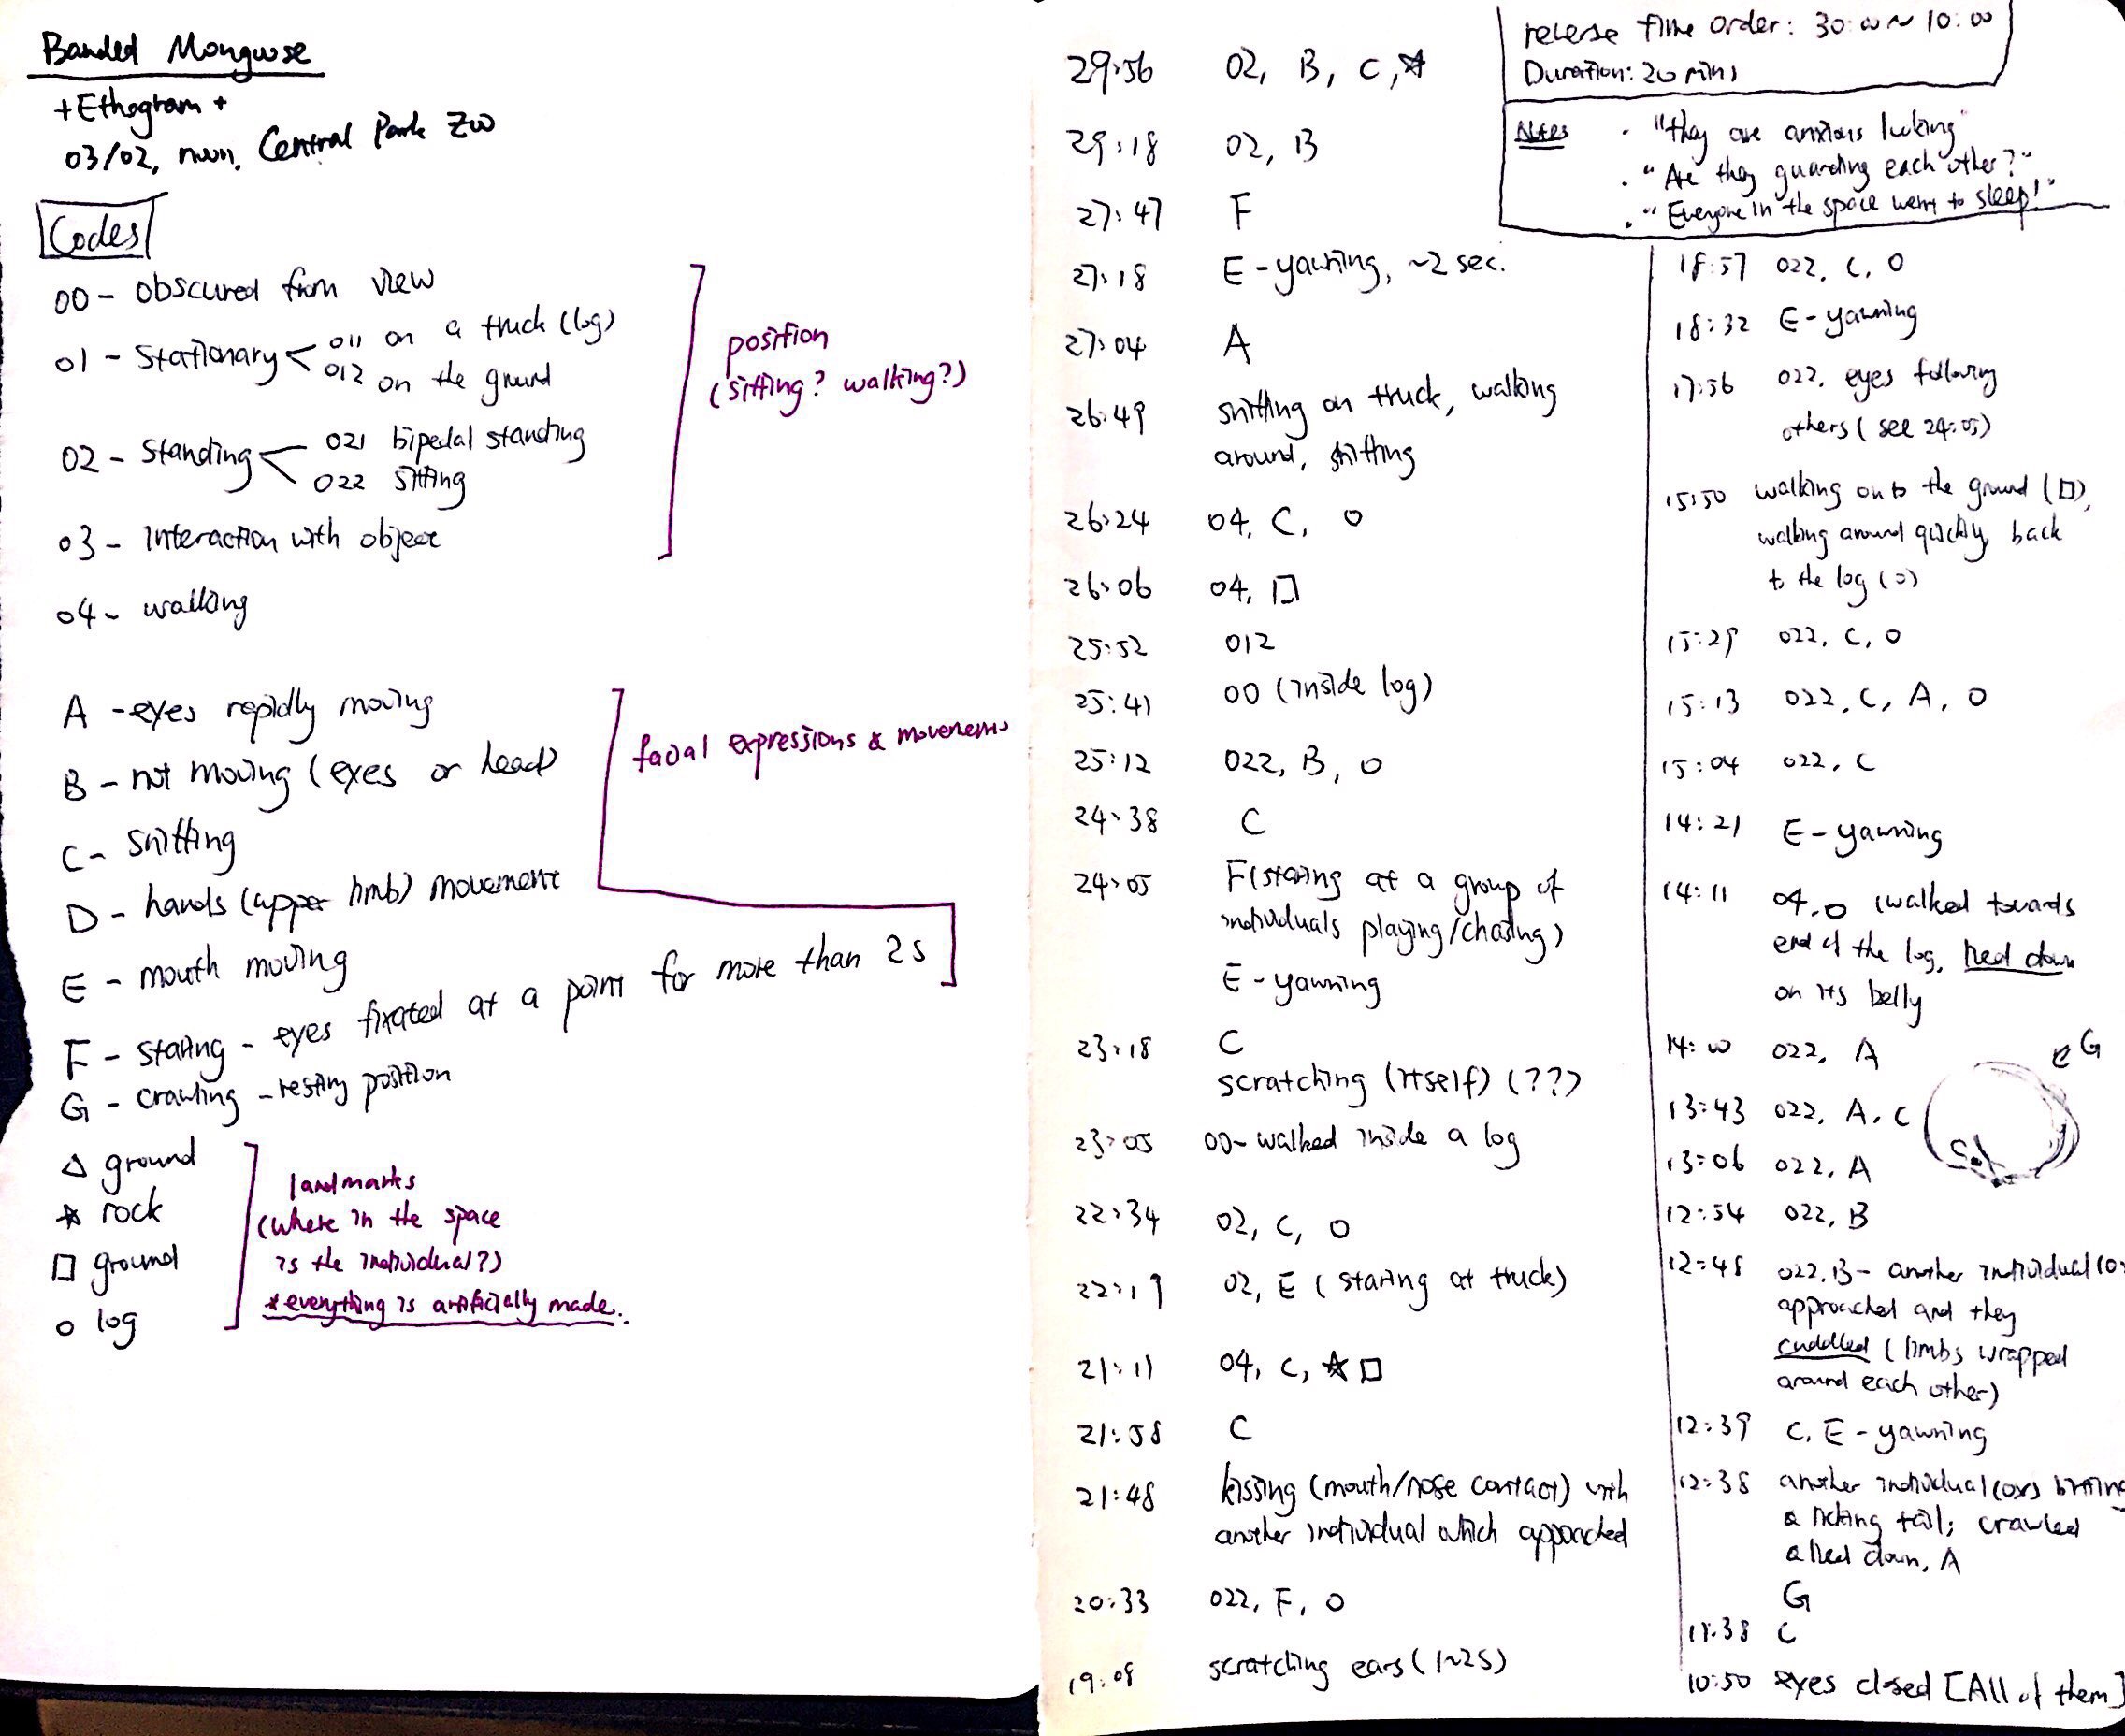 Banded Mongoose
+Ethogram+
03/02, noon, Central Park Zoo
Codes
00 - obscured from view
01 - Stationary < 011 on a truck (log)
012 on the ground
02 - Standing < 021 bipedal standing
022 sitting
03 - Interaction with object
04 - walking
position
(sitting? walking?)
A - eyes rapidly moving
B - not moving (eyes or head)
C - sniffing
D - hands (upper limb) movement
E - mouth moving
F - staring - eyes fixated at a point for more than 2s
G - crawling - resting position
facial expressions & movements
△ ground
☆ rock
□ ground
○ log
landmarks
(where in the space
is the individual?)
*everything is artificially made.
reverse time order: 30:00 ~ 10:00
Duration: 20 mins
Notes · "they are anxious looking"
· "Are they guarding each other?"
· "Everyone in the space went to sleep!"
29:56 02, B, C, ☆
29:18 02, B
27:47 F
27:18 E - yawning, ~2 sec.
27:04 A
26:49 sniffing on truck, walking
around, sniffing
26:24 04, C, ○
26:06 04, □
25:52 012
25:41 00 (inside log)
25:12 022, B, ○
24:38 C
24:05 F (staring at a group of
individuals playing/chasing)
E - yawning
23:18 C
scratching (itself) (??)
23:05 00 - walked inside a log
22:34 02, C, ○
22:19 02, E (staring at truck)
21:11 04, C, ☆ □
21:58 C
21:48 kissing (mouth/nose contact) with
another individual which approached
20:33 022, F, ○
19:08 scratching ears (1~2s)
18:57 022, C, ○
18:32 E - yawning
17:56 022, eyes following
others (see 24:05)
15:50 walking onto the ground (□),
walking around quickly, back
to the log (○)
15:29 022, C, ○
15:13 022, C, A, ○
15:04 022, C
14:21 E - yawning
14:11 04, ○ (walked towards
end of the log, lied down
on its belly
14:00 022, A
G
13:43 022, A, C
13:06 022, A
12:54 022, B
12:48 022, B - another individual
approached and they
cuddled (limbs wrapped
around each other)
12:39 C, E - yawning
12:38 another individual biting
& licking tail; crawled
& lied down, A
G
11:38 C
10:50 eyes closed [All of them]